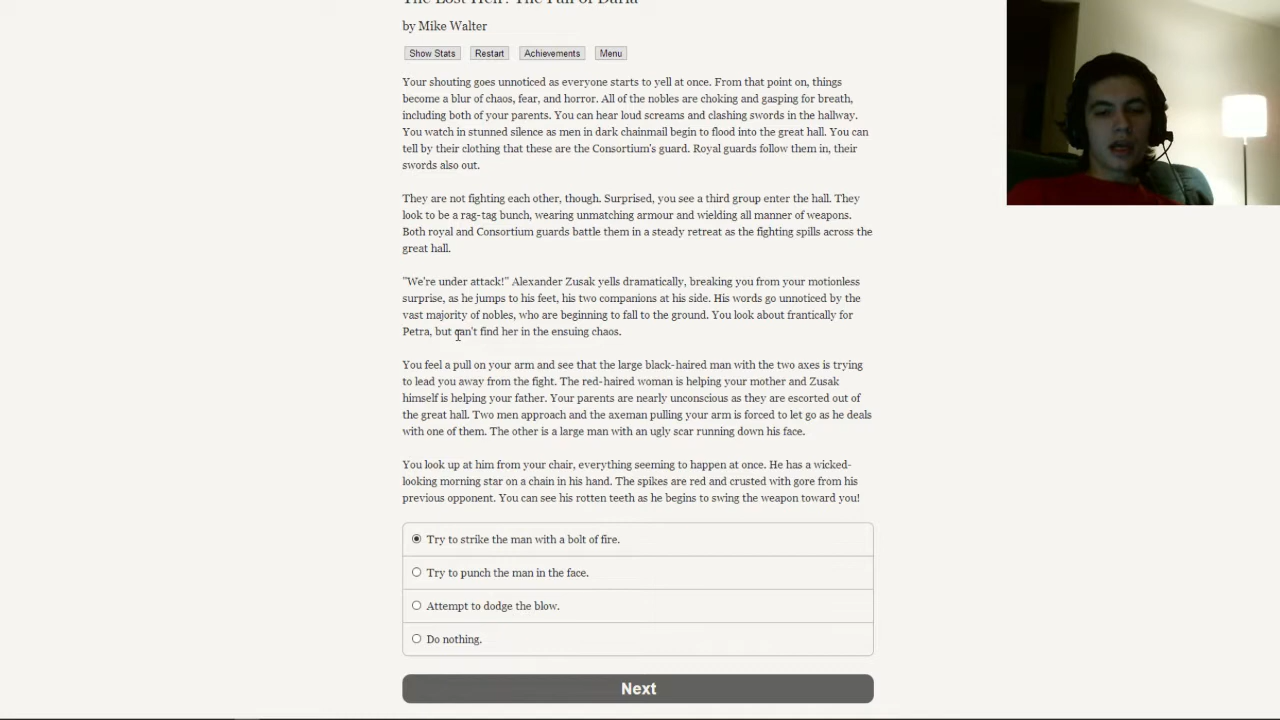 The Lost Heir: The Fall of Daria
by Mike Walter
Show Stats Restart Achievements Menu
Your shouting goes unnoticed as everyone starts to yell at once. From that point on, things
become a blur of chaos, fear, and horror. All of the nobles are choking and gasping for breath,
including both of your parents. You can hear loud screams and clashing swords in the hallway.
You watch in stunned silence as men in dark chainmail begin to flood into the great hall. You can
tell by their clothing that these are the Consortium's guard. Royal guards follow them in, their
swords also out.
They are not fighting each other, though. Surprised, you see a third group enter the hall. They
look to be a rag-tag bunch, wearing unmatching armour and wielding all manner of weapons.
Both royal and Consortium guards battle them in a steady retreat as the fighting spills across the
great hall.
"We're under attack!" Alexander Zusak yells dramatically, breaking you from your motionless
surprise, as he jumps to his feet, his two companions at his side. His words go unnoticed by the
vast majority of nobles, who are beginning to fall to the ground. You look about frantically for
Petra, but can't find her in the ensuing chaos.
You feel a pull on your arm and see that the large black-haired man with the two axes is trying
to lead you away from the fight. The red-haired woman is helping your mother and Zusak
himself is helping your father. Your parents are nearly unconscious as they are escorted out of
the great hall. Two men approach and the axeman pulling your arm is forced to let go as he deals
with one of them. The other is a large man with an ugly scar running down his face.
You look up at him from your chair, everything seeming to happen at once. He has a wicked-
looking morning star on a chain in his hand. The spikes are red and crusted with gore from his
previous opponent. You can see his rotten teeth as he begins to swing the weapon toward you!
Try to strike the man with a bolt of fire.
Try to punch the man in the face.
Attempt to dodge the blow.
Do nothing.
Next